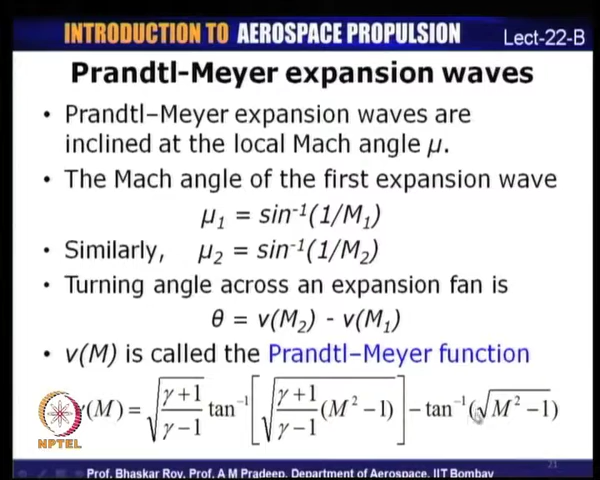 INTRODUCTION TO AEROSPACE PROPULSION Lect-22-B
Prandtl-Meyer expansion waves
• Prandtl–Meyer expansion waves are
inclined at the local Mach angle μ.
• The Mach angle of the first expansion wave
μ₁ = sin⁻¹(1/M₁)
• Similarly, μ₂ = sin⁻¹(1/M₂)
• Turning angle across an expansion fan is
θ = ν(M₂) - ν(M₁)
• ν(M) is called the Prandtl–Meyer function
ν(M) = √((γ+1)/(γ−1)) tan⁻¹[√((γ+1)/(γ−1) (M²−1))] − tan⁻¹(√(M²−1))
NPTEL
21
Prof. Bhaskar Roy, Prof. A M Pradeep, Department of Aerospace, IIT Bombay